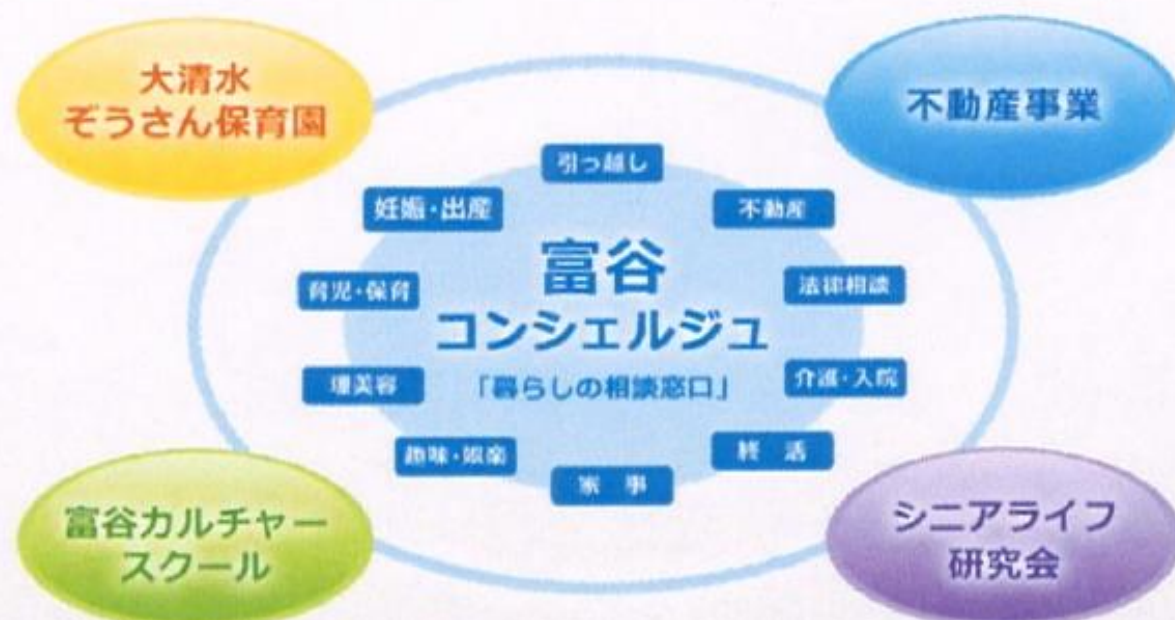 大清水
ぞうさん保育園
不動産事業
引っ越し
妊娠・出産
不動産
富谷
コンシェルジュ
「暮らしの相談窓口」
育児・保育
法律相談
理美容
介護・入院
趣味・娯楽
終 活
家 事
富谷カルチャー
スクール
シニアライフ
研究会